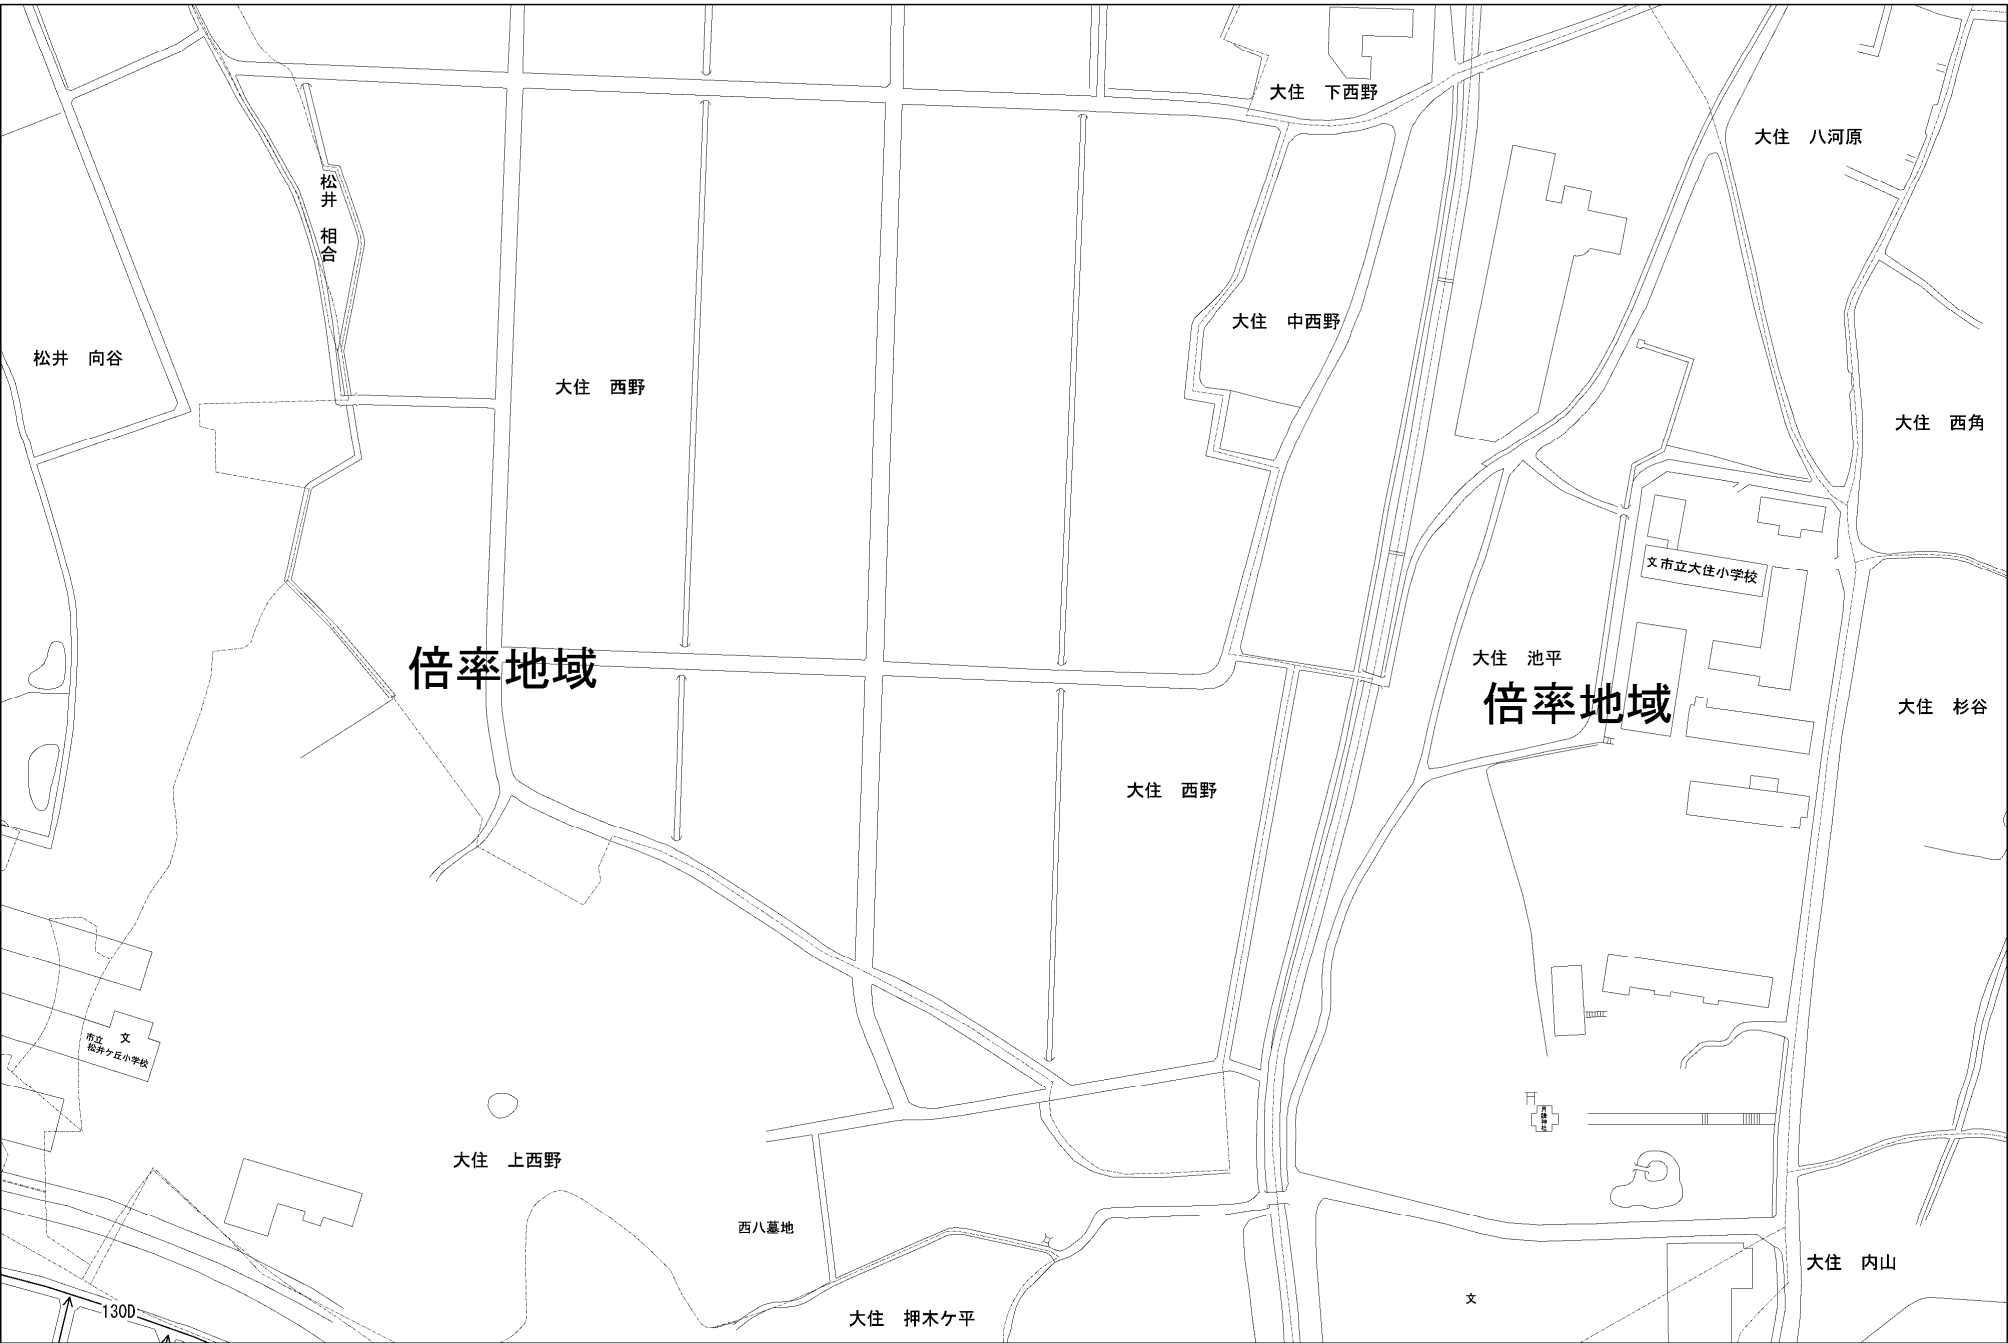 大住　下西野
大住　八河原
松井　相合
大住　中西野
松井　向谷
大住　西野
大住　西角
文市立大住小学校
大住　池平
倍率地域
倍率地域
大住　杉谷
大住　西野
市立　文
松井ケ丘小学校
月読神社
大住　上西野
西八墓地
大住　内山
文
130D
大住　押木ケ平